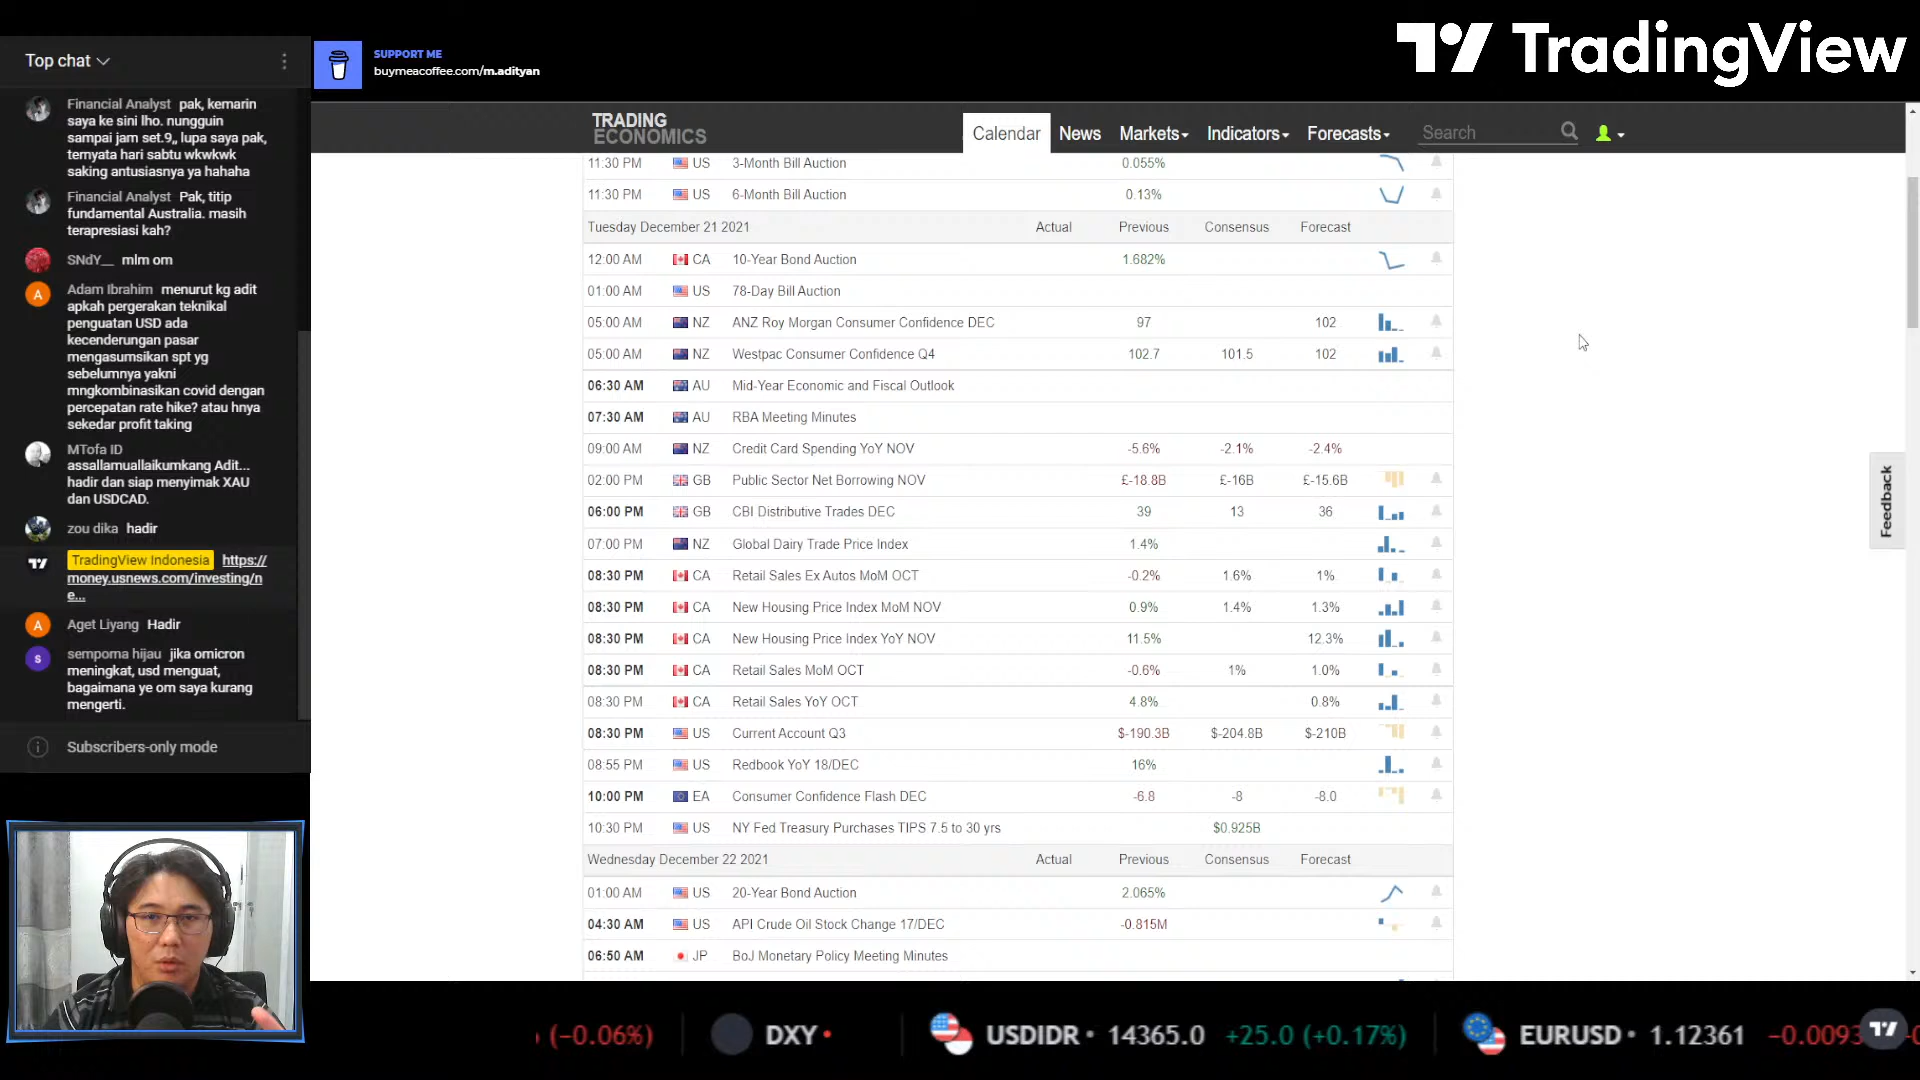 TradingView
Top chat
SUPPORT ME
buymeacoffee.com/m.adityan
Financial Analyst pak, kemarin
saya ke sini lho. nungguin
sampai jam set.9,, lupa saya pak,
ternyata hari sabtu wkwkwk
saking antusiasnya ya hahaha
Financial Analyst Pak, titip
fundamental Australia. masih
terapresiasi kah?
SNdY__ mlm om
A
Adam Ibrahim menurut kg adit
apkah pergerakan teknikal
penguatan USD ada
kecenderungan pasar
mengasumsikan spt yg
sebelumnya yakni
mngkombinasikan covid dengan
percepatan rate hike? atau hnya
sekedar profit taking
MTofa ID
assallamuallaikumkang Adit...
hadir dan siap menyimak XAU
dan USDCAD.
zou dika hadir
TradingView Indonesia https://
money.usnews.com/investing/n
e...
A
Aget Liyang Hadir
s
semporna hijau jika omicron
meningkat, usd menguat,
bagaimana ye om saya kurang
mengerti.
Subscribers-only mode
TRADING
ECONOMICS
Calendar News Markets Indicators Forecasts Search
11:30 PM US 3-Month Bill Auction 0.055%
11:30 PM US 6-Month Bill Auction 0.13%
Tuesday December 21 2021 Actual Previous Consensus Forecast
12:00 AM CA 10-Year Bond Auction 1.682%
01:00 AM US 78-Day Bill Auction
05:00 AM NZ ANZ Roy Morgan Consumer Confidence DEC 97 102
05:00 AM NZ Westpac Consumer Confidence Q4 102.7 101.5 102
06:30 AM AU Mid-Year Economic and Fiscal Outlook
07:30 AM AU RBA Meeting Minutes
09:00 AM NZ Credit Card Spending YoY NOV -5.6% -2.1% -2.4%
02:00 PM GB Public Sector Net Borrowing NOV £-18.8B £-16B £-15.6B
06:00 PM GB CBI Distributive Trades DEC 39 13 36
07:00 PM NZ Global Dairy Trade Price Index 1.4%
08:30 PM CA Retail Sales Ex Autos MoM OCT -0.2% 1.6% 1%
08:30 PM CA New Housing Price Index MoM NOV 0.9% 1.4% 1.3%
08:30 PM CA New Housing Price Index YoY NOV 11.5% 12.3%
08:30 PM CA Retail Sales MoM OCT -0.6% 1% 1.0%
08:30 PM CA Retail Sales YoY OCT 4.8% 0.8%
08:30 PM US Current Account Q3 $-190.3B $-204.8B $-210B
08:55 PM US Redbook YoY 18/DEC 16%
10:00 PM EA Consumer Confidence Flash DEC -6.8 -8 -8.0
10:30 PM US NY Fed Treasury Purchases TIPS 7.5 to 30 yrs $0.925B
Wednesday December 22 2021 Actual Previous Consensus Forecast
01:00 AM US 20-Year Bond Auction 2.065%
04:30 AM US API Crude Oil Stock Change 17/DEC -0.815M
06:50 AM JP BoJ Monetary Policy Meeting Minutes
Feedback
(-0.06%) DXY USDIDR 14365.0 +25.0 (+0.17%) EURUSD 1.12361 -0.0093